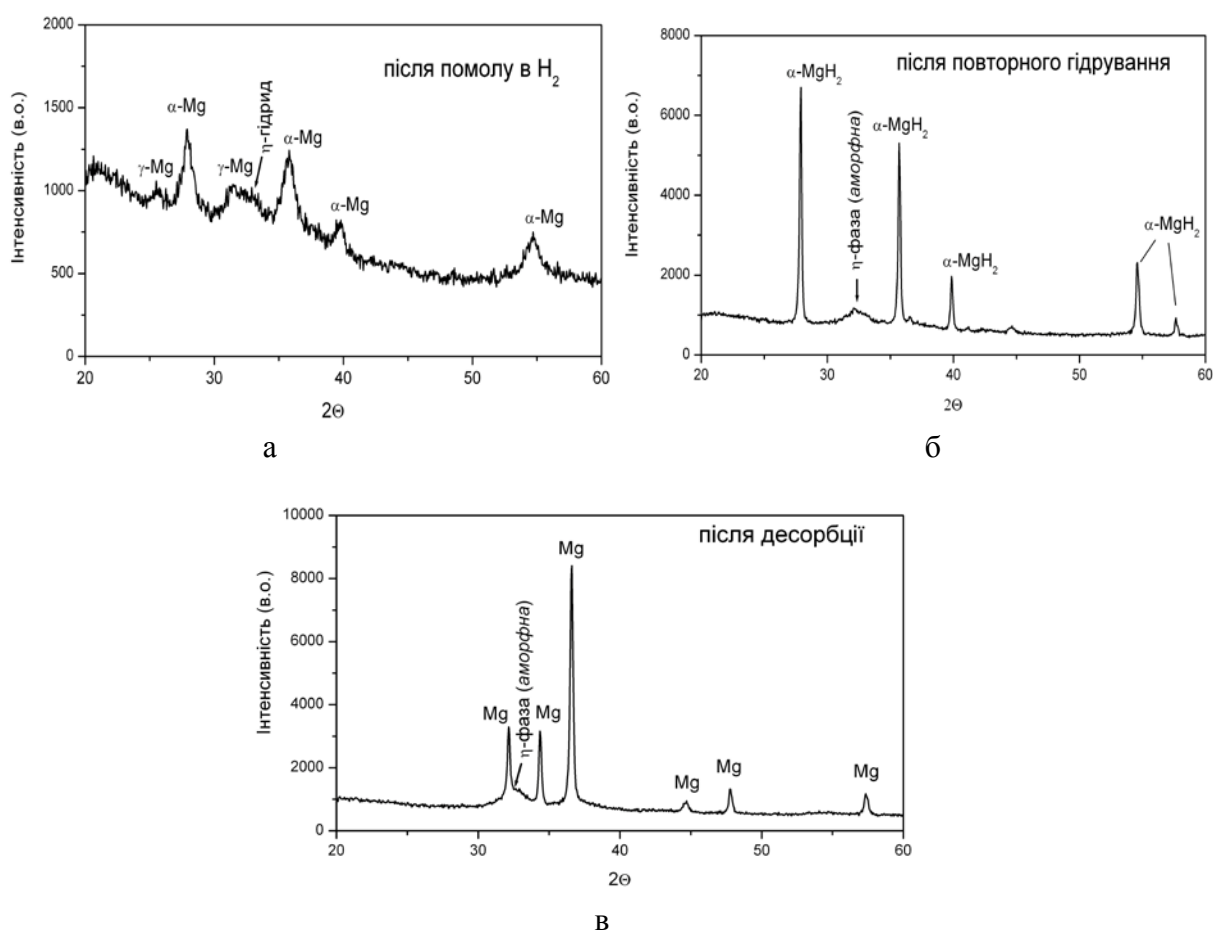 після помолу в H₂
α-Mg
γ-Mg
γ-Mg
η-гідрид
α-Mg
α-Mg
α-Mg
Інтенсивність (в.о.)
2000
1500
1000
500
0
20 30 40 50 60
2Θ
а
після повторного гідрування
α-MgH₂
η-фаза (аморфна)
α-MgH₂
α-MgH₂
α-MgH₂
Інтенсивність (в.о.)
8000
6000
4000
2000
0
20 30 40 50 60
2Θ
б
після десорбції
Mg
η-фаза (аморфна)
Mg
Mg
Mg
Mg
Mg
Інтенсивність (в.о.)
10000
8000
6000
4000
2000
0
20 30 40 50 60
2Θ
в